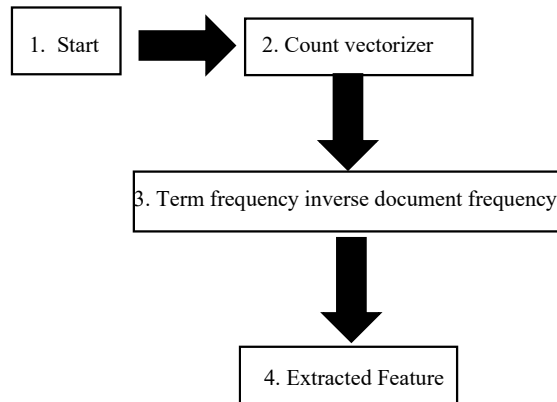 1. Start
2. Count vectorizer
3. Term frequency inverse document frequency
4. Extracted Feature